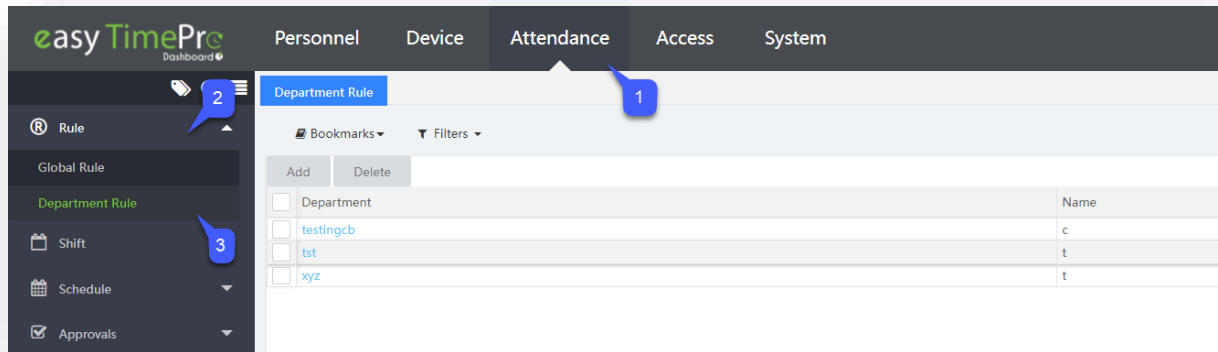 easy TimePro Personnel Device Attendance Access System
Dashboard
1
2
Department Rule
® Rule
Bookmarks Filters
Global Rule
Add Delete
Department Rule
Department Name
testingcb c
Shift
3
tst t
xyz t
Schedule
Approvals